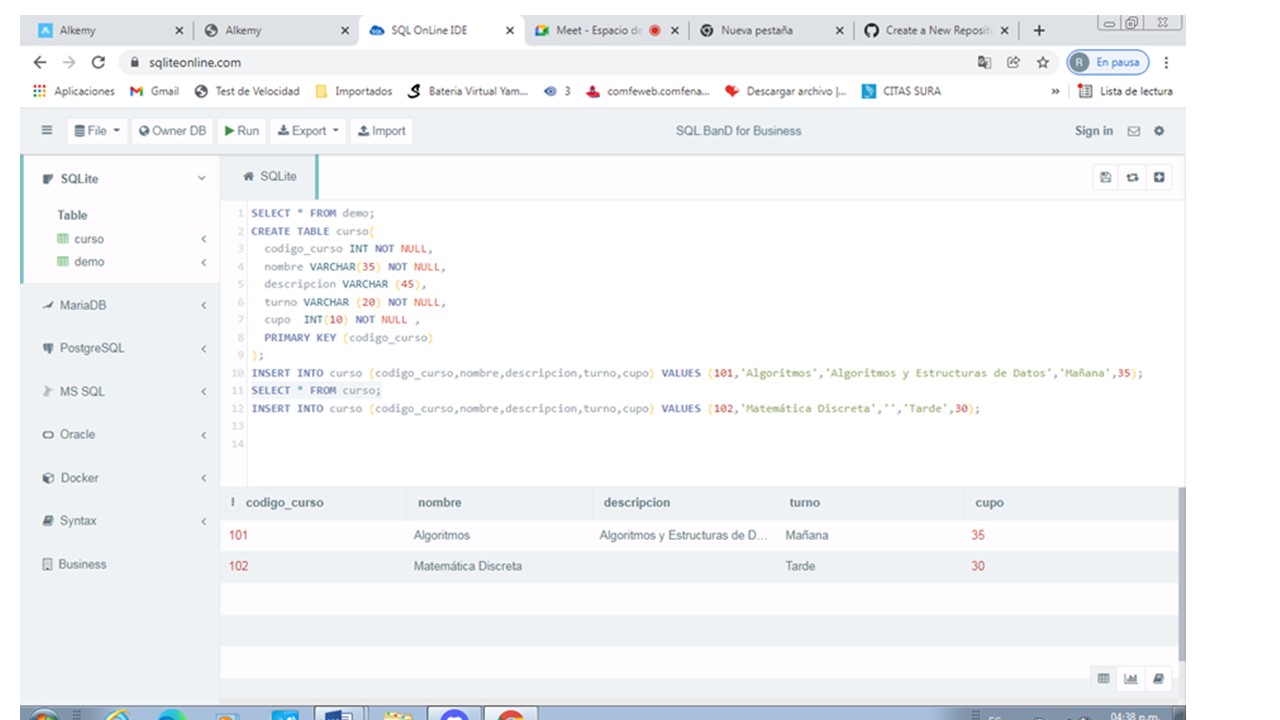 Alkemy
Alkemy
SQL OnLine IDE
Meet - Espacio de
Nueva pestaña
Create a New Reposit
sqliteonline.com
R En pausa
Aplicaciones
Gmail
Test de Velocidad
Importados
Bateria Virtual Yam...
3
comfeweb.comfena...
Descargar archivo |...
CITAS SURA
»
Lista de lectura
File
Owner DB
Run
Export
Import
SQL.BanD for Business
Sign in
SQLite
Table
curso
demo
MariaDB
PostgreSQL
MS SQL
Oracle
Docker
Syntax
Business
SQLite
1 SELECT * FROM demo;
2 CREATE TABLE curso(
3 codigo_curso INT NOT NULL,
4 nombre VARCHAR(35) NOT NULL,
5 descripcion VARCHAR (45),
6 turno VARCHAR (20) NOT NULL,
7 cupo INT(10) NOT NULL ,
8 PRIMARY KEY (codigo_curso)
9 );
10 INSERT INTO curso (codigo_curso,nombre,descripcion,turno,cupo) VALUES (101,'Algoritmos','Algoritmos y Estructuras de Datos','Mañana',35);
11 SELECT * FROM curso;
12 INSERT INTO curso (codigo_curso,nombre,descripcion,turno,cupo) VALUES (102,'Matemática Discreta','','Tarde',30);
13
14
codigo_curso nombre descripcion turno cupo
101 Algoritmos Algoritmos y Estructuras de D... Mañana 35
102 Matemática Discreta Tarde 30
04:38 p.m.